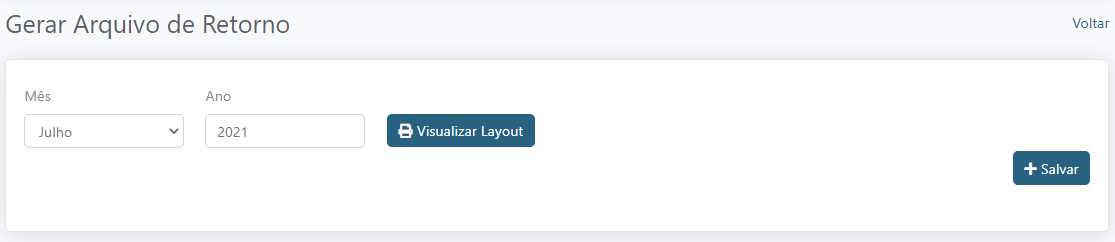 Gerar Arquivo de Retorno
Voltar
Mês
Ano
Julho
2021
Visualizar Layout
Salvar